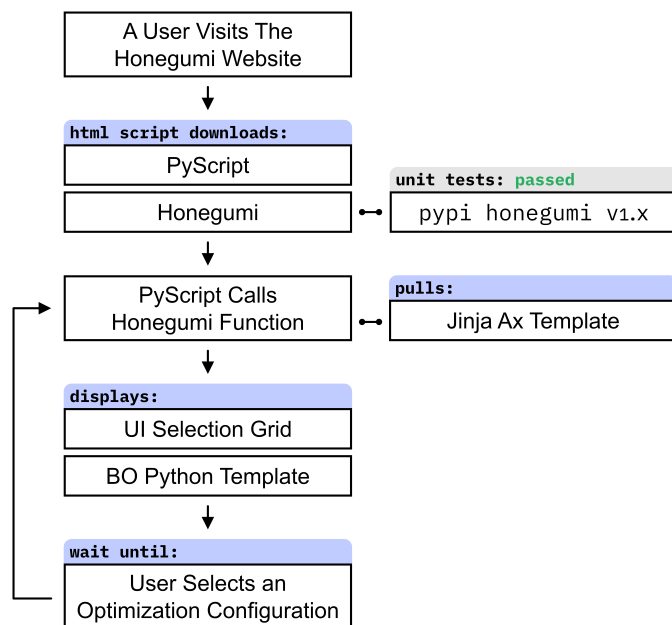 A User Visits The
Honegumi Website
html script downloads:
PyScript
Honegumi
unit tests: passed
pypi honegumi v1.x
PyScript Calls
Honegumi Function
pulls:
Jinja Ax Template
displays:
UI Selection Grid
BO Python Template
wait until:
User Selects an
Optimization Configuration